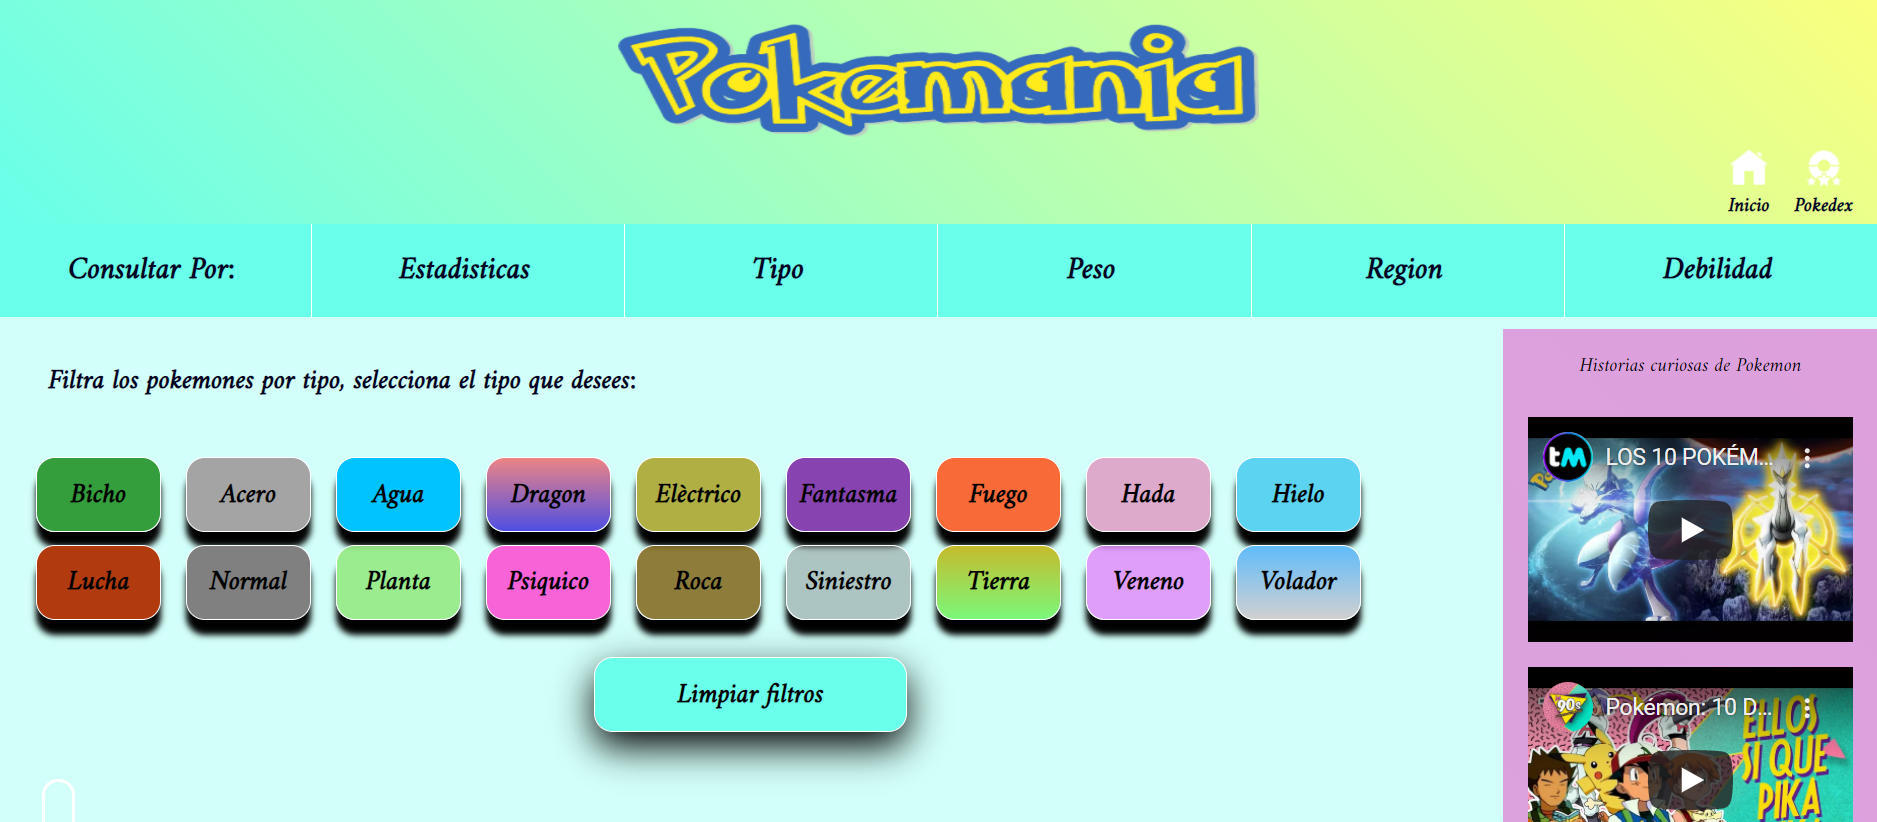 Pokemania
Inicio Pokedex
Consultar Por: Estadisticas Tipo Peso Region Debilidad
Filtra los pokemones por tipo, selecciona el tipo que desees:
Bicho Acero Agua Dragon Elèctrico Fantasma Fuego Hada Hielo
Lucha Normal Planta Psiquico Roca Siniestro Tierra Veneno Volador
Limpiar filtros
Historias curiosas de Pokemon
tM LOS 10 POKÉM...
90s Pokémon: 10 D...
ELLOS
SI QUE
PIKA